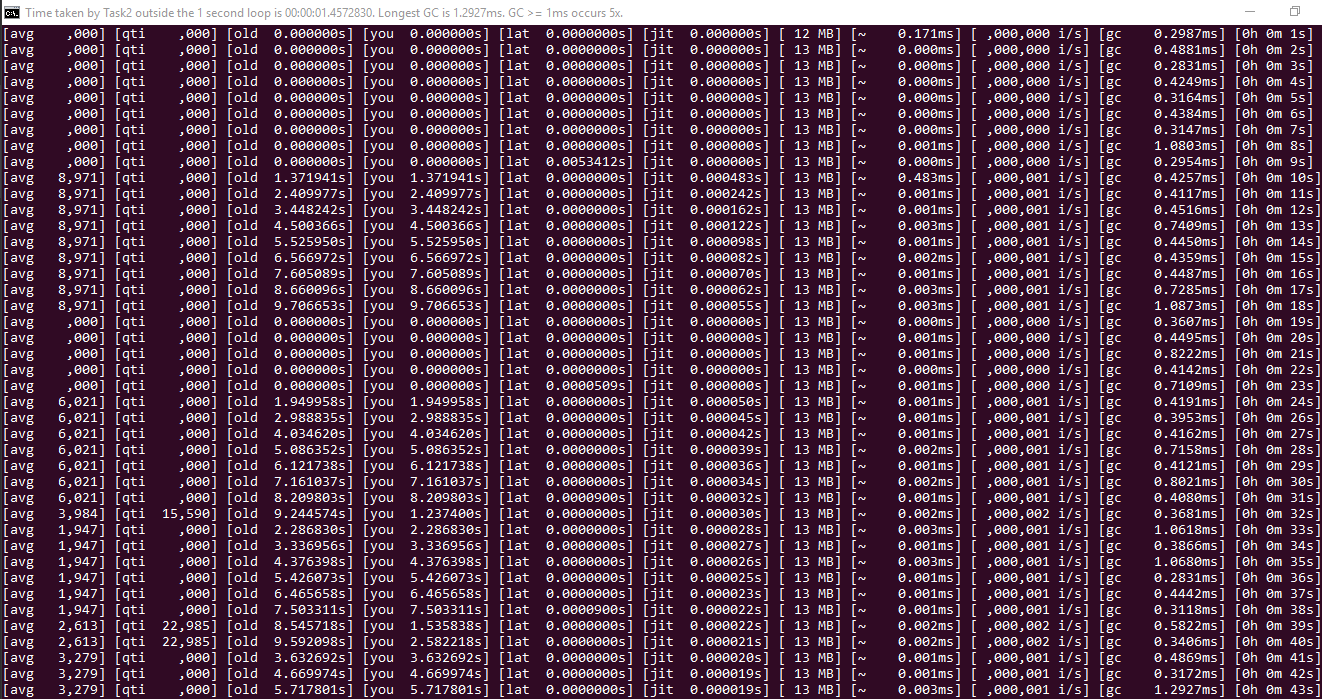 Time taken by Task2 outside the 1 second loop is 00:00:01.4572830. Longest GC is 1.2927ms. GC >= 1ms occurs 5x.
[avg    ,000] [qti    ,000] [old  0.000000s] [you  0.000000s] [lat  0.0000000s] [jit  0.000000s] [ 12 MB] [~    0.171ms] [ ,000,000 i/s] [gc    0.2987ms] [0h 0m 1s]
[avg    ,000] [qti    ,000] [old  0.000000s] [you  0.000000s] [lat  0.0000000s] [jit  0.000000s] [ 13 MB] [~    0.000ms] [ ,000,000 i/s] [gc    0.4881ms] [0h 0m 2s]
[avg    ,000] [qti    ,000] [old  0.000000s] [you  0.000000s] [lat  0.0000000s] [jit  0.000000s] [ 13 MB] [~    0.000ms] [ ,000,000 i/s] [gc    0.2831ms] [0h 0m 3s]
[avg    ,000] [qti    ,000] [old  0.000000s] [you  0.000000s] [lat  0.0000000s] [jit  0.000000s] [ 13 MB] [~    0.000ms] [ ,000,000 i/s] [gc    0.4249ms] [0h 0m 4s]
[avg    ,000] [qti    ,000] [old  0.000000s] [you  0.000000s] [lat  0.0000000s] [jit  0.000000s] [ 13 MB] [~    0.000ms] [ ,000,000 i/s] [gc    0.3164ms] [0h 0m 5s]
[avg    ,000] [qti    ,000] [old  0.000000s] [you  0.000000s] [lat  0.0000000s] [jit  0.000000s] [ 13 MB] [~    0.000ms] [ ,000,000 i/s] [gc    0.4384ms] [0h 0m 6s]
[avg    ,000] [qti    ,000] [old  0.000000s] [you  0.000000s] [lat  0.0000000s] [jit  0.000000s] [ 13 MB] [~    0.000ms] [ ,000,000 i/s] [gc    0.3147ms] [0h 0m 7s]
[avg    ,000] [qti    ,000] [old  0.000000s] [you  0.000000s] [lat  0.0000000s] [jit  0.000000s] [ 13 MB] [~    0.001ms] [ ,000,000 i/s] [gc    1.0803ms] [0h 0m 8s]
[avg    ,000] [qti    ,000] [old  0.000000s] [you  0.000000s] [lat  0.0053412s] [jit  0.000000s] [ 13 MB] [~    0.000ms] [ ,000,000 i/s] [gc    0.2954ms] [0h 0m 9s]
[avg   8,971] [qti    ,000] [old  1.371941s] [you  1.371941s] [lat  0.0000000s] [jit  0.000483s] [ 13 MB] [~    0.483ms] [ ,000,001 i/s] [gc    0.4257ms] [0h 0m 10s]
[avg   8,971] [qti    ,000] [old  2.409977s] [you  2.409977s] [lat  0.0000000s] [jit  0.000242s] [ 13 MB] [~    0.001ms] [ ,000,001 i/s] [gc    0.4117ms] [0h 0m 11s]
[avg   8,971] [qti    ,000] [old  3.448242s] [you  3.448242s] [lat  0.0000000s] [jit  0.000162s] [ 13 MB] [~    0.001ms] [ ,000,001 i/s] [gc    0.4516ms] [0h 0m 12s]
[avg   8,971] [qti    ,000] [old  4.500366s] [you  4.500366s] [lat  0.0000000s] [jit  0.000122s] [ 13 MB] [~    0.003ms] [ ,000,001 i/s] [gc    0.7409ms] [0h 0m 13s]
[avg   8,971] [qti    ,000] [old  5.525950s] [you  5.525950s] [lat  0.0000000s] [jit  0.000098s] [ 13 MB] [~    0.001ms] [ ,000,001 i/s] [gc    0.4450ms] [0h 0m 14s]
[avg   8,971] [qti    ,000] [old  6.566972s] [you  6.566972s] [lat  0.0000000s] [jit  0.000082s] [ 13 MB] [~    0.002ms] [ ,000,001 i/s] [gc    0.4359ms] [0h 0m 15s]
[avg   8,971] [qti    ,000] [old  7.605089s] [you  7.605089s] [lat  0.0000000s] [jit  0.000070s] [ 13 MB] [~    0.001ms] [ ,000,001 i/s] [gc    0.4487ms] [0h 0m 16s]
[avg   8,971] [qti    ,000] [old  8.660096s] [you  8.660096s] [lat  0.0000000s] [jit  0.000062s] [ 13 MB] [~    0.003ms] [ ,000,001 i/s] [gc    0.7285ms] [0h 0m 17s]
[avg   8,971] [qti    ,000] [old  9.706653s] [you  9.706653s] [lat  0.0000000s] [jit  0.000055s] [ 13 MB] [~    0.003ms] [ ,000,001 i/s] [gc    1.0873ms] [0h 0m 18s]
[avg    ,000] [qti    ,000] [old  0.000000s] [you  0.000000s] [lat  0.0000000s] [jit  0.000000s] [ 13 MB] [~    0.000ms] [ ,000,000 i/s] [gc    0.3607ms] [0h 0m 19s]
[avg    ,000] [qti    ,000] [old  0.000000s] [you  0.000000s] [lat  0.0000000s] [jit  0.000000s] [ 13 MB] [~    0.001ms] [ ,000,000 i/s] [gc    0.4495ms] [0h 0m 20s]
[avg    ,000] [qti    ,000] [old  0.000000s] [you  0.000000s] [lat  0.0000000s] [jit  0.000000s] [ 13 MB] [~    0.001ms] [ ,000,000 i/s] [gc    0.8222ms] [0h 0m 21s]
[avg    ,000] [qti    ,000] [old  0.000000s] [you  0.000000s] [lat  0.0000000s] [jit  0.000000s] [ 13 MB] [~    0.000ms] [ ,000,000 i/s] [gc    0.4142ms] [0h 0m 22s]
[avg    ,000] [qti    ,000] [old  0.000000s] [you  0.000000s] [lat  0.0000509s] [jit  0.000000s] [ 13 MB] [~    0.001ms] [ ,000,000 i/s] [gc    0.7109ms] [0h 0m 23s]
[avg   6,021] [qti    ,000] [old  1.949958s] [you  1.949958s] [lat  0.0000000s] [jit  0.000050s] [ 13 MB] [~    0.001ms] [ ,000,001 i/s] [gc    0.4191ms] [0h 0m 24s]
[avg   6,021] [qti    ,000] [old  2.988835s] [you  2.988835s] [lat  0.0000000s] [jit  0.000045s] [ 13 MB] [~    0.001ms] [ ,000,001 i/s] [gc    0.3953ms] [0h 0m 26s]
[avg   6,021] [qti    ,000] [old  4.034620s] [you  4.034620s] [lat  0.0000000s] [jit  0.000042s] [ 13 MB] [~    0.001ms] [ ,000,001 i/s] [gc    0.4162ms] [0h 0m 27s]
[avg   6,021] [qti    ,000] [old  5.086352s] [you  5.086352s] [lat  0.0000000s] [jit  0.000039s] [ 13 MB] [~    0.002ms] [ ,000,001 i/s] [gc    0.7158ms] [0h 0m 28s]
[avg   6,021] [qti    ,000] [old  6.121738s] [you  6.121738s] [lat  0.0000000s] [jit  0.000036s] [ 13 MB] [~    0.001ms] [ ,000,001 i/s] [gc    0.4121ms] [0h 0m 29s]
[avg   6,021] [qti    ,000] [old  7.161037s] [you  7.161037s] [lat  0.0000000s] [jit  0.000034s] [ 13 MB] [~    0.002ms] [ ,000,001 i/s] [gc    0.8021ms] [0h 0m 30s]
[avg   6,021] [qti    ,000] [old  8.209803s] [you  8.209803s] [lat  0.0000900s] [jit  0.000032s] [ 13 MB] [~    0.002ms] [ ,000,001 i/s] [gc    0.4080ms] [0h 0m 31s]
[avg   3,984] [qti  15,590] [old  9.244574s] [you  1.237400s] [lat  0.0000000s] [jit  0.000030s] [ 13 MB] [~    0.002ms] [ ,000,002 i/s] [gc    0.3681ms] [0h 0m 32s]
[avg   1,947] [qti    ,000] [old  2.286830s] [you  2.286830s] [lat  0.0000000s] [jit  0.000028s] [ 13 MB] [~    0.003ms] [ ,000,001 i/s] [gc    1.0618ms] [0h 0m 33s]
[avg   1,947] [qti    ,000] [old  3.336956s] [you  3.336956s] [lat  0.0000000s] [jit  0.000027s] [ 13 MB] [~    0.001ms] [ ,000,001 i/s] [gc    0.3866ms] [0h 0m 34s]
[avg   1,947] [qti    ,000] [old  4.376398s] [you  4.376398s] [lat  0.0000000s] [jit  0.000026s] [ 13 MB] [~    0.003ms] [ ,000,001 i/s] [gc    1.0680ms] [0h 0m 35s]
[avg   1,947] [qti    ,000] [old  5.426073s] [you  5.426073s] [lat  0.0000000s] [jit  0.000025s] [ 13 MB] [~    0.001ms] [ ,000,001 i/s] [gc    0.2831ms] [0h 0m 36s]
[avg   1,947] [qti    ,000] [old  6.465658s] [you  6.465658s] [lat  0.0000000s] [jit  0.000023s] [ 13 MB] [~    0.001ms] [ ,000,001 i/s] [gc    0.4442ms] [0h 0m 37s]
[avg   1,947] [qti    ,000] [old  7.503311s] [you  7.503311s] [lat  0.0000900s] [jit  0.000022s] [ 13 MB] [~    0.001ms] [ ,000,001 i/s] [gc    0.3118ms] [0h 0m 38s]
[avg   2,613] [qti  22,985] [old  8.545718s] [you  1.535838s] [lat  0.0000000s] [jit  0.000022s] [ 13 MB] [~    0.002ms] [ ,000,002 i/s] [gc    0.5822ms] [0h 0m 39s]
[avg   2,613] [qti  22,985] [old  9.592098s] [you  2.582218s] [lat  0.0000000s] [jit  0.000021s] [ 13 MB] [~    0.002ms] [ ,000,002 i/s] [gc    0.3406ms] [0h 0m 40s]
[avg   3,279] [qti    ,000] [old  3.632692s] [you  3.632692s] [lat  0.0000000s] [jit  0.000020s] [ 13 MB] [~    0.001ms] [ ,000,001 i/s] [gc    0.4869ms] [0h 0m 41s]
[avg   3,279] [qti    ,000] [old  4.669974s] [you  4.669974s] [lat  0.0000000s] [jit  0.000019s] [ 13 MB] [~    0.001ms] [ ,000,001 i/s] [gc    0.3172ms] [0h 0m 42s]
[avg   3,279] [qti    ,000] [old  5.717801s] [you  5.717801s] [lat  0.0000000s] [jit  0.000019s] [ 13 MB] [~    0.003ms] [ ,000,001 i/s] [gc    1.2927ms] [0h 0m 43s]